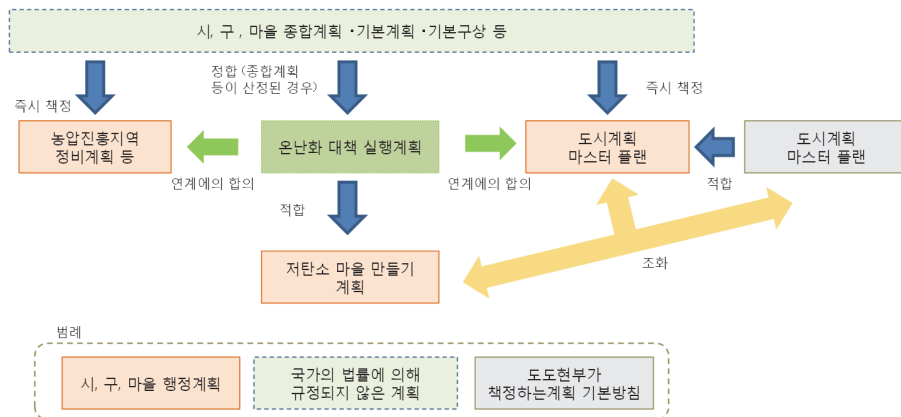 시, 구, 마을 종합계획 ･기본계획･기본구상 등
정합 (종합계획
등이 산정된 경우)
즉시 책정
즉시 책정
농압진흥지역
정비계획 등
온난화 대책 실행계획
도시계획
마스터 플랜
도시계획
마스터 플랜
연계에의 합의
연계에의 합의
적합
적합
저탄소 마을 만들기
계획
조화
범례
시, 구, 마을 행정계획
국가의 법률에 의해
규정되지 않은 계획
도도현부가
책정하는계획 기본방침